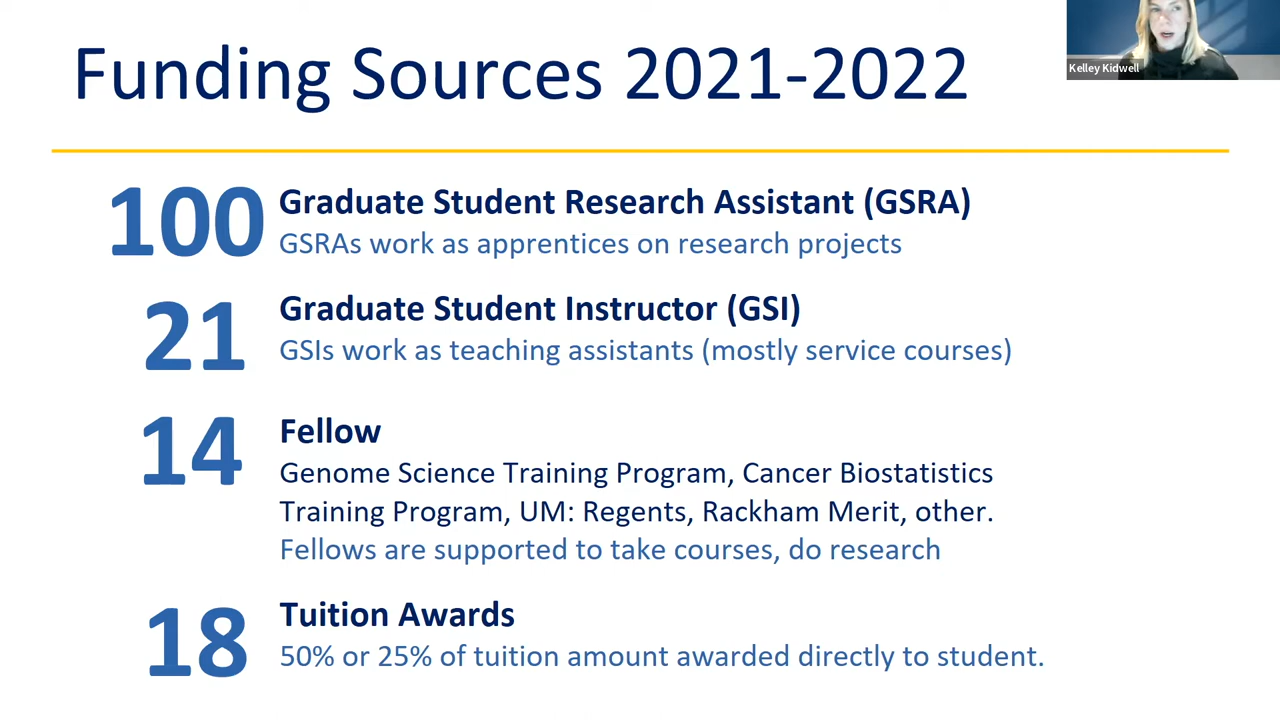 Funding Sources 2021-2022
Kelley Kidwell
100 Graduate Student Research Assistant (GSRA)
GSRAs work as apprentices on research projects
21 Graduate Student Instructor (GSI)
GSIs work as teaching assistants (mostly service courses)
14 Fellow
Genome Science Training Program, Cancer Biostatistics
Training Program, UM: Regents, Rackham Merit, other.
Fellows are supported to take courses, do research
18 Tuition Awards
50% or 25% of tuition amount awarded directly to student.